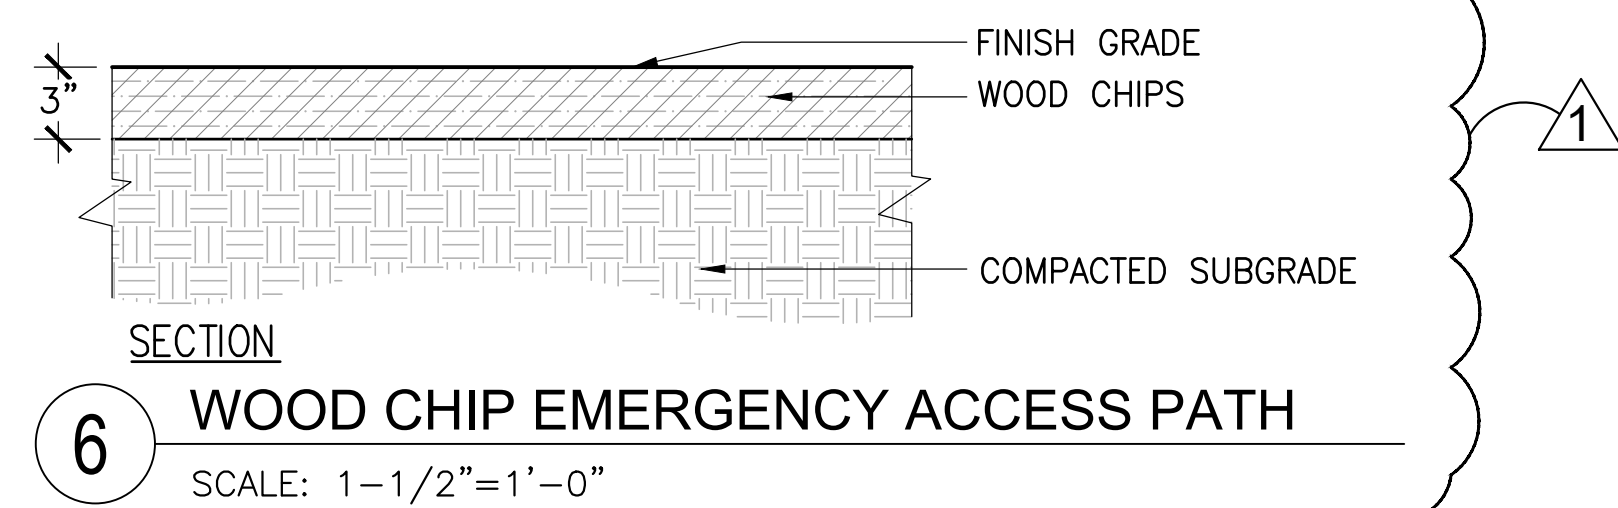 FINISH GRADE
3"
WOOD CHIPS
1
COMPACTED SUBGRADE
SECTION
6
WOOD CHIP EMERGENCY ACCESS PATH
SCALE: 1-1/2"=1'-0"